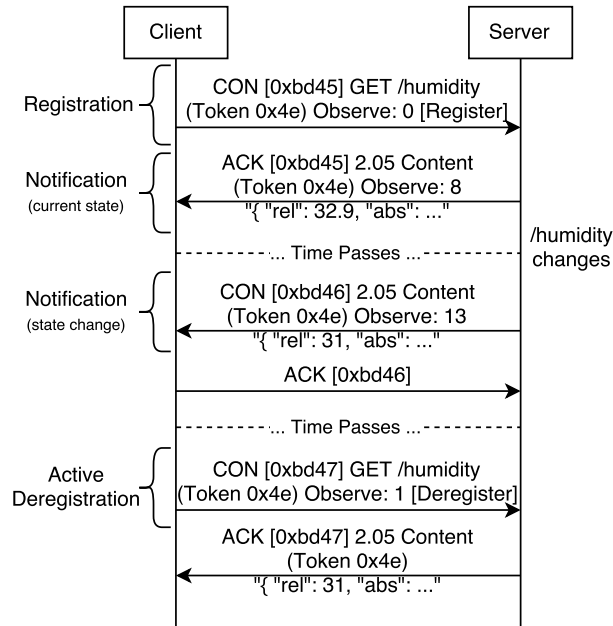 Client
Server
Registration
CON [0xbd45] GET /humidity
(Token 0x4e) Observe: 0 [Register]
Notification
(current state)
ACK [0xbd45] 2.05 Content
(Token 0x4e) Observe: 8
"{ "rel": 32.9, "abs": ..."
/humidity
changes
... Time Passes ...
Notification
(state change)
CON [0xbd46] 2.05 Content
(Token 0x4e) Observe: 13
"{ "rel": 31, "abs": ..."
ACK [0xbd46]
... Time Passes ...
Active
Deregistration
CON [0xbd47] GET /humidity
(Token 0x4e) Observe: 1 [Deregister]
ACK [0xbd47] 2.05 Content
(Token 0x4e)
"{ "rel": 31, "abs": ..."